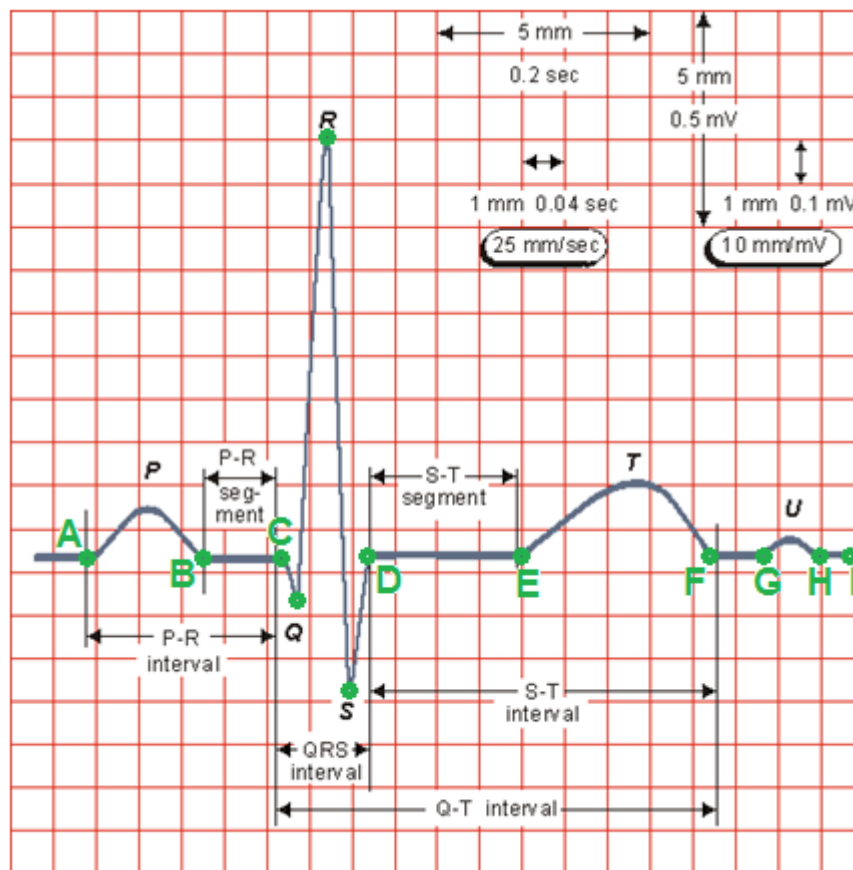 5 mm
0.2 sec
5 mm
0.5 mV
R
1 mm 0.04 sec
1 mm 0.1 mV
25 mm/sec
10 mm/mV
P
P-R
seg-
ment
S-T
segment
T
U
A
B
C
D
E
F
G
H
I
Q
P-R
interval
S
S-T
interval
QRS
interval
Q-T interval